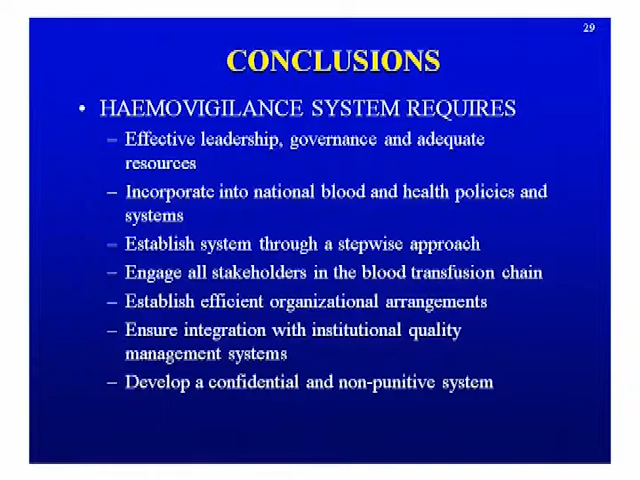 29
CONCLUSIONS
• HAEMOVIGILANCE SYSTEM REQUIRES
– Effective leadership, governance and adequate
resources
– Incorporate into national blood and health policies and
systems
– Establish system through a stepwise approach
– Engage all stakeholders in the blood transfusion chain
– Establish efficient organizational arrangements
– Ensure integration with institutional quality
management systems
– Develop a confidential and non-punitive system